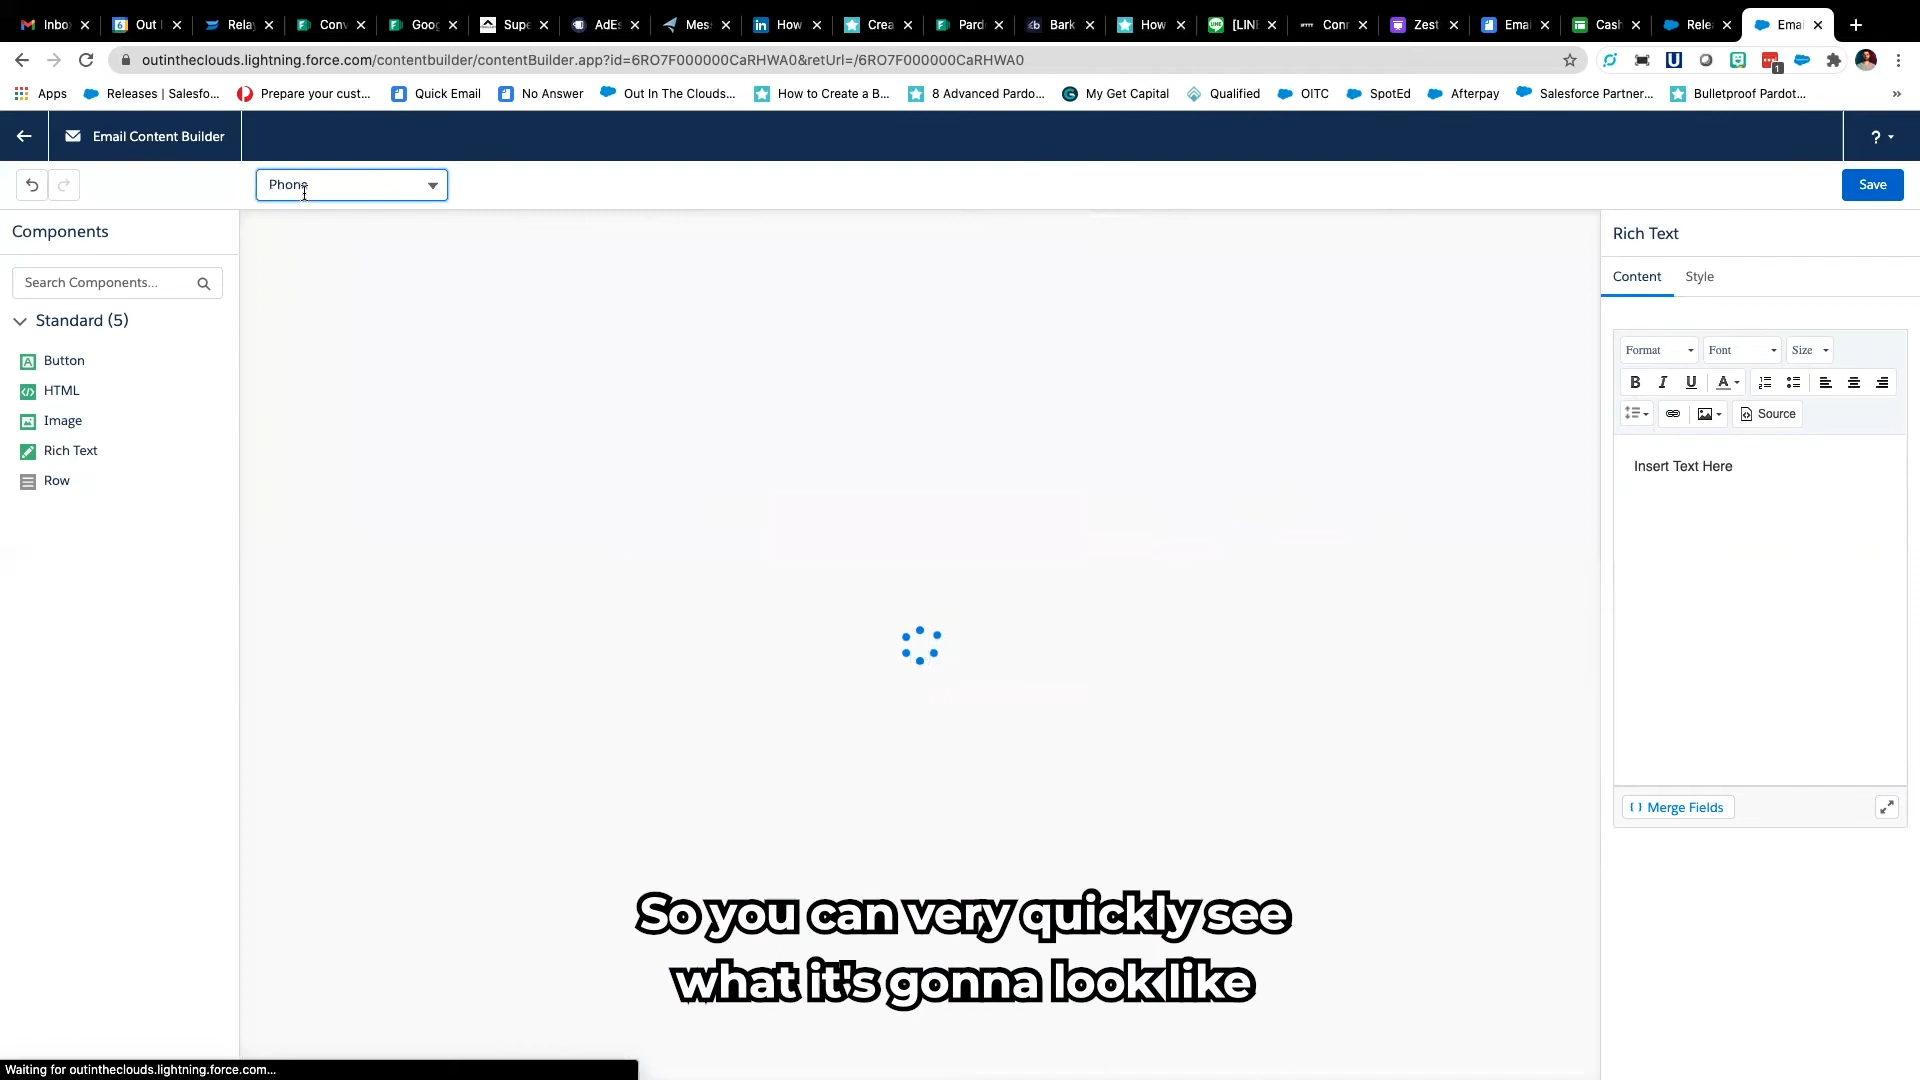 Inbo
Out I
Relay
Conv
Goog
Supe
AdEs
Mess
How
Crea
Pard
Bark
How
[LINE
Conn
Zest
Emai
Cash
Rele
Emai
outintheclouds.lightning.force.com/contentbuilder/contentBuilder.app?id=6RO7F000000CaRHWA0&retUrl=/6RO7F000000CaRHWA0
1
Apps
Releases | Salesfo...
Prepare your cust...
Quick Email
No Answer
Out In The Clouds...
How to Create a B...
8 Advanced Pardo...
My Get Capital
Qualified
OITC
SpotEd
Afterpay
Salesforce Partner...
Bulletproof Pardot...
»
Email Content Builder
?
Phone
Save
Components
Search Components...
Standard (5)
Button
HTML
Image
Rich Text
Row
Rich Text
Content Style
Format Font Size
B I U A
Source
Insert Text Here
Merge Fields
So you can very quickly see
what it's gonna look like
Waiting for outintheclouds.lightning.force.com...